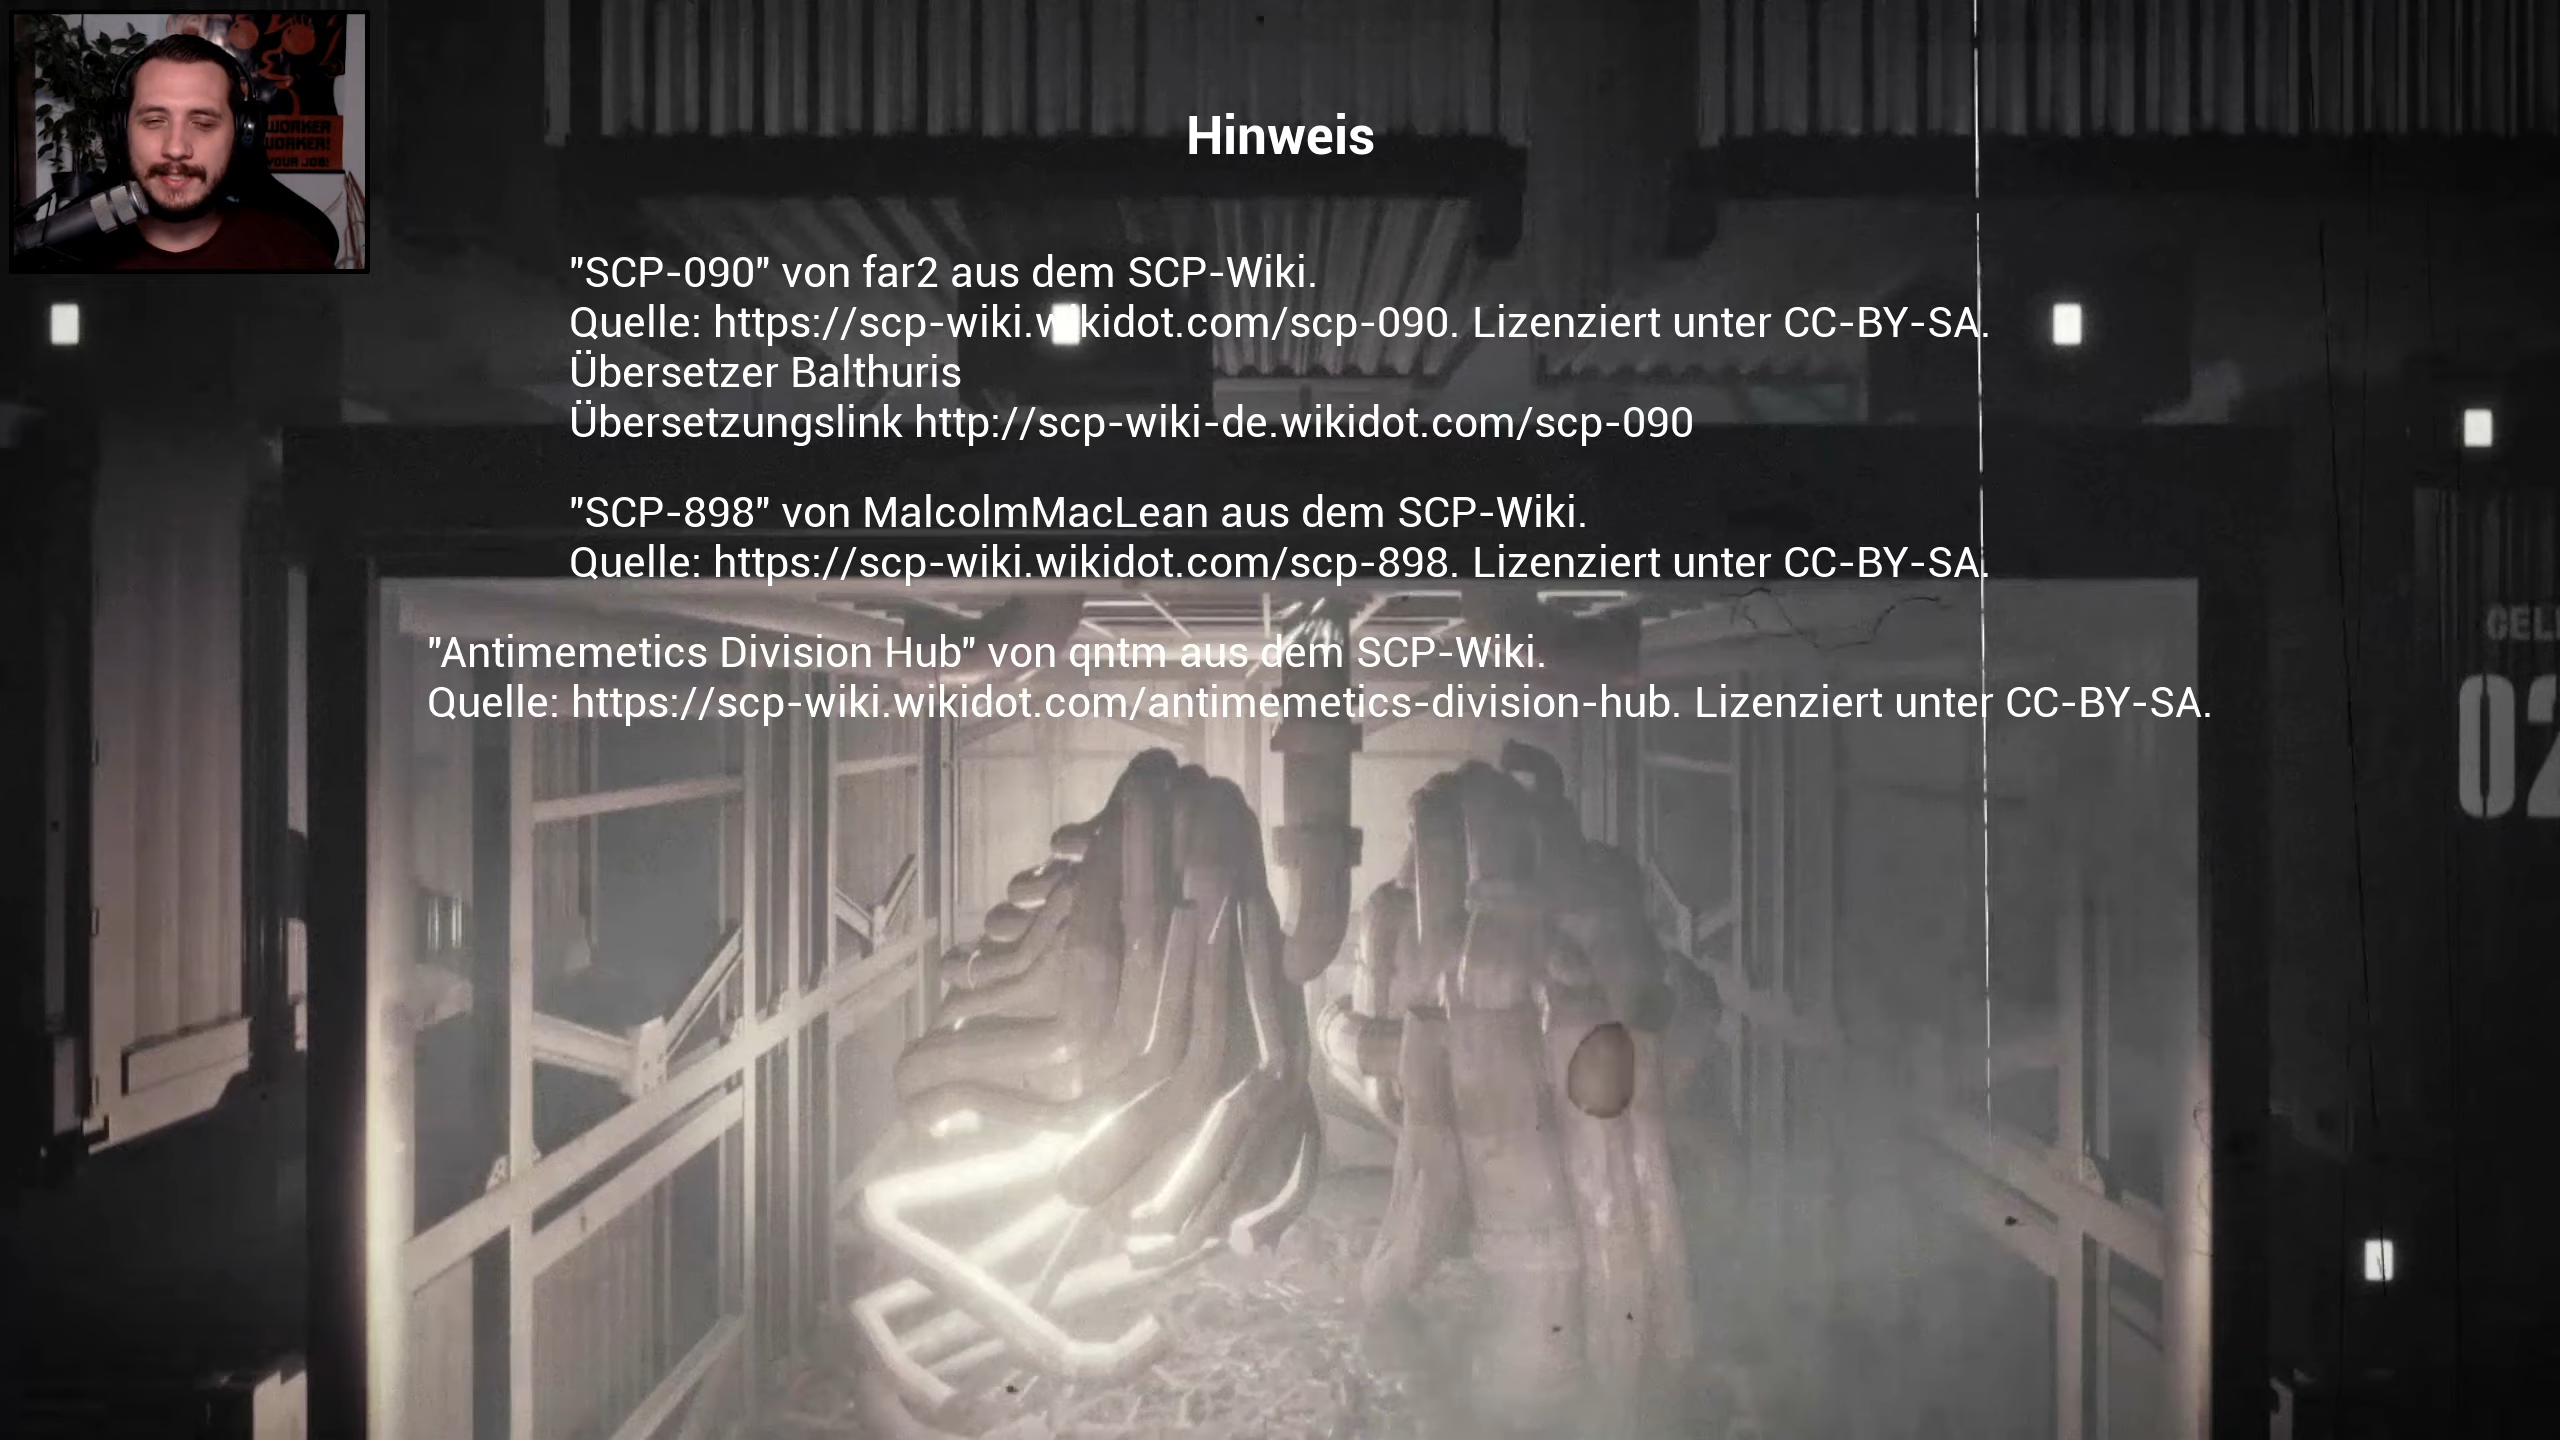 WORKER
WORKER!
YOUR JOB!
Hinweis
"SCP-090" von far2 aus dem SCP-Wiki.
Quelle: https://scp-wiki.wikidot.com/scp-090. Lizenziert unter CC-BY-SA.
Übersetzer Balthuris
Übersetzungslink http://scp-wiki-de.wikidot.com/scp-090
"SCP-898" von MalcolmMacLean aus dem SCP-Wiki.
Quelle: https://scp-wiki.wikidot.com/scp-898. Lizenziert unter CC-BY-SA.
"Antimemetics Division Hub" von qntm aus dem SCP-Wiki.
Quelle: https://scp-wiki.wikidot.com/antimemetics-division-hub. Lizenziert unter CC-BY-SA.